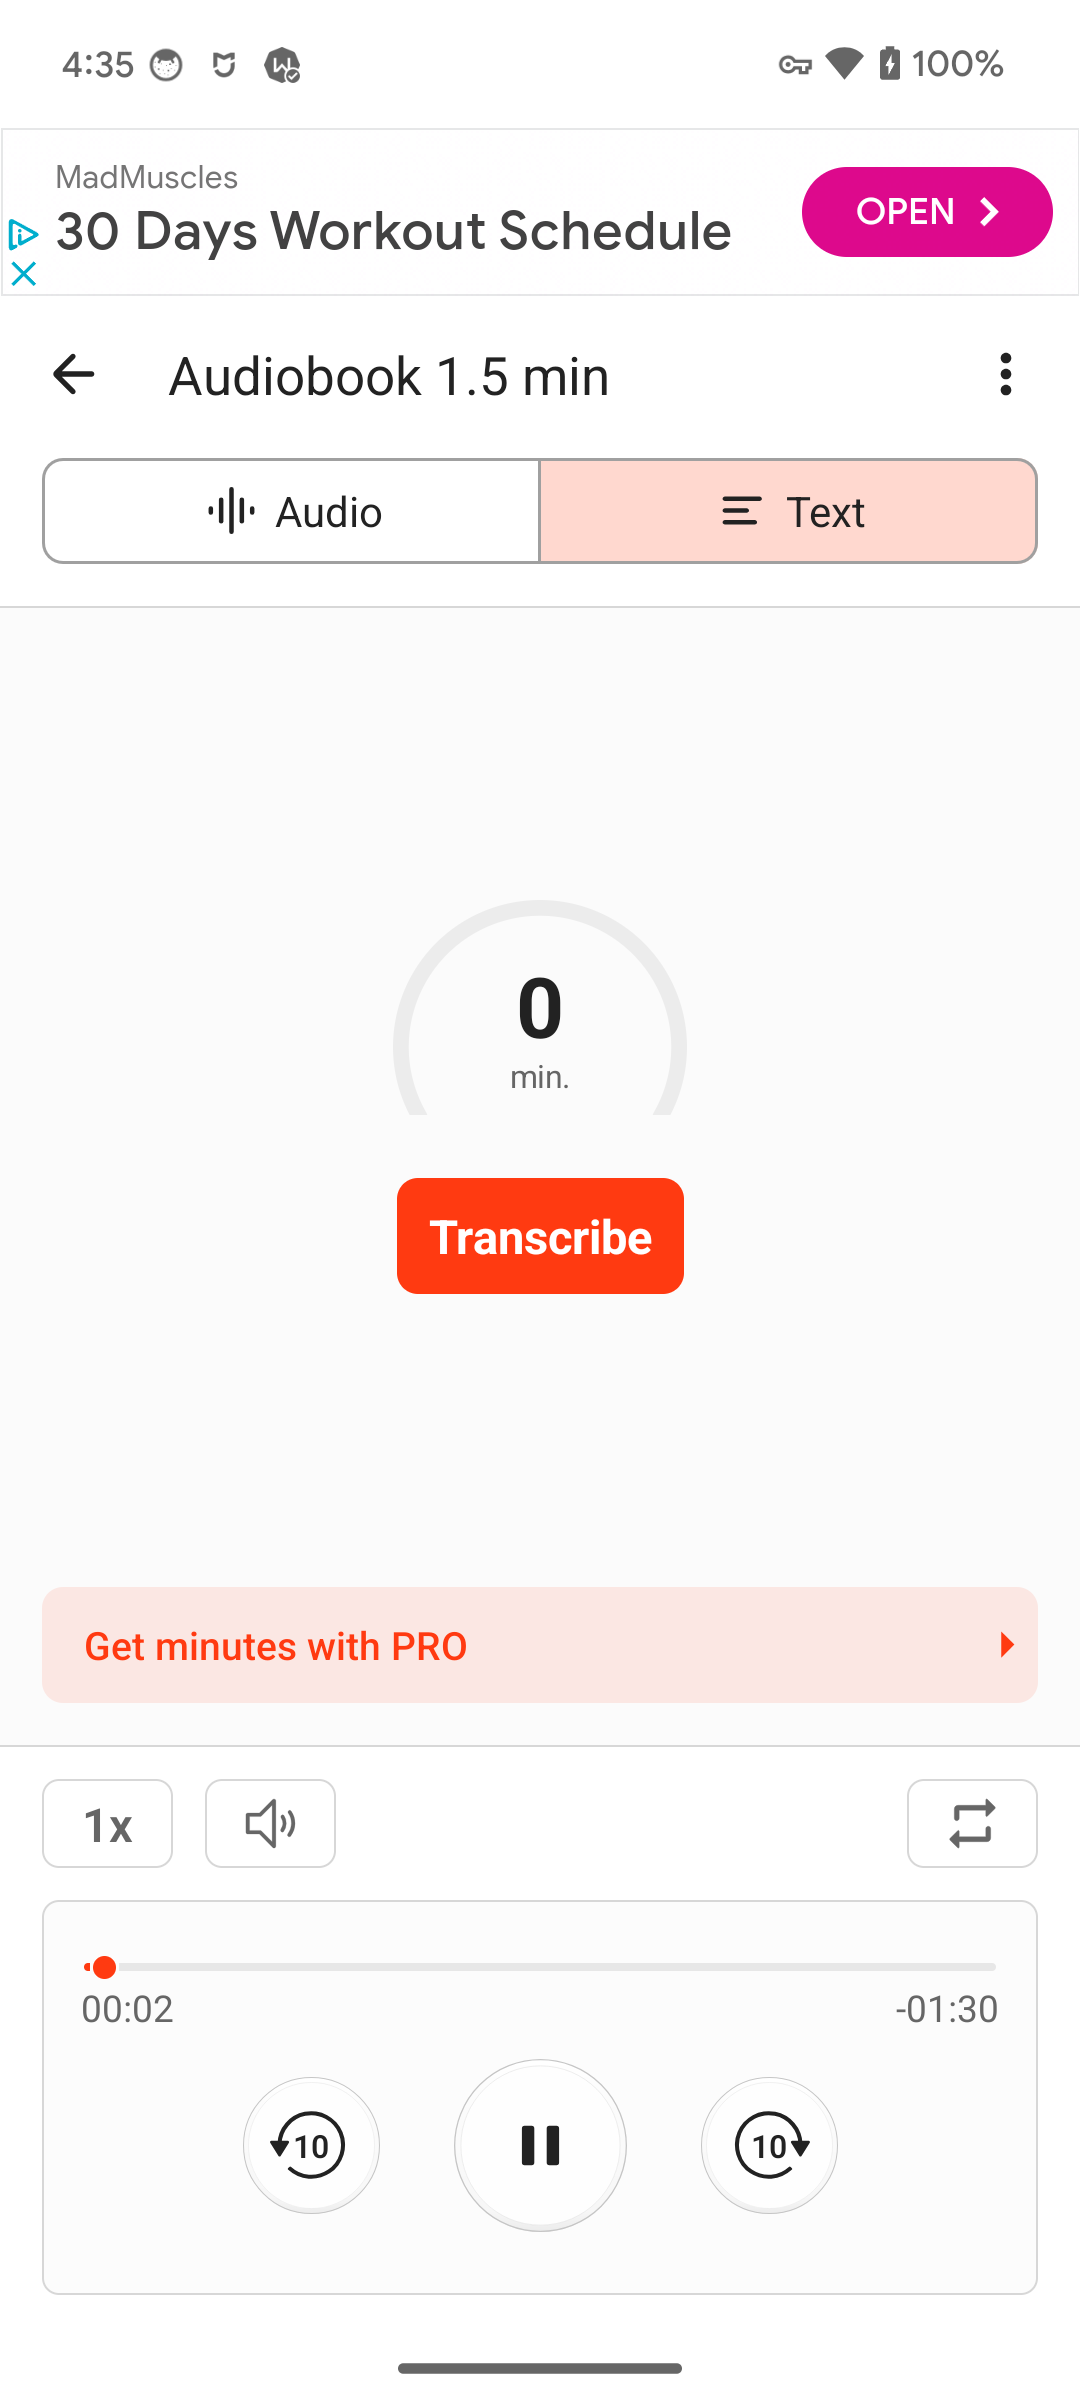 4:35
100%
MadMuscles
30 Days Workout Schedule
OPEN
Audiobook 1.5 min
Audio
Text
0
min.
Transcribe
Get minutes with PRO
1x
00:02
-01:30
10
10